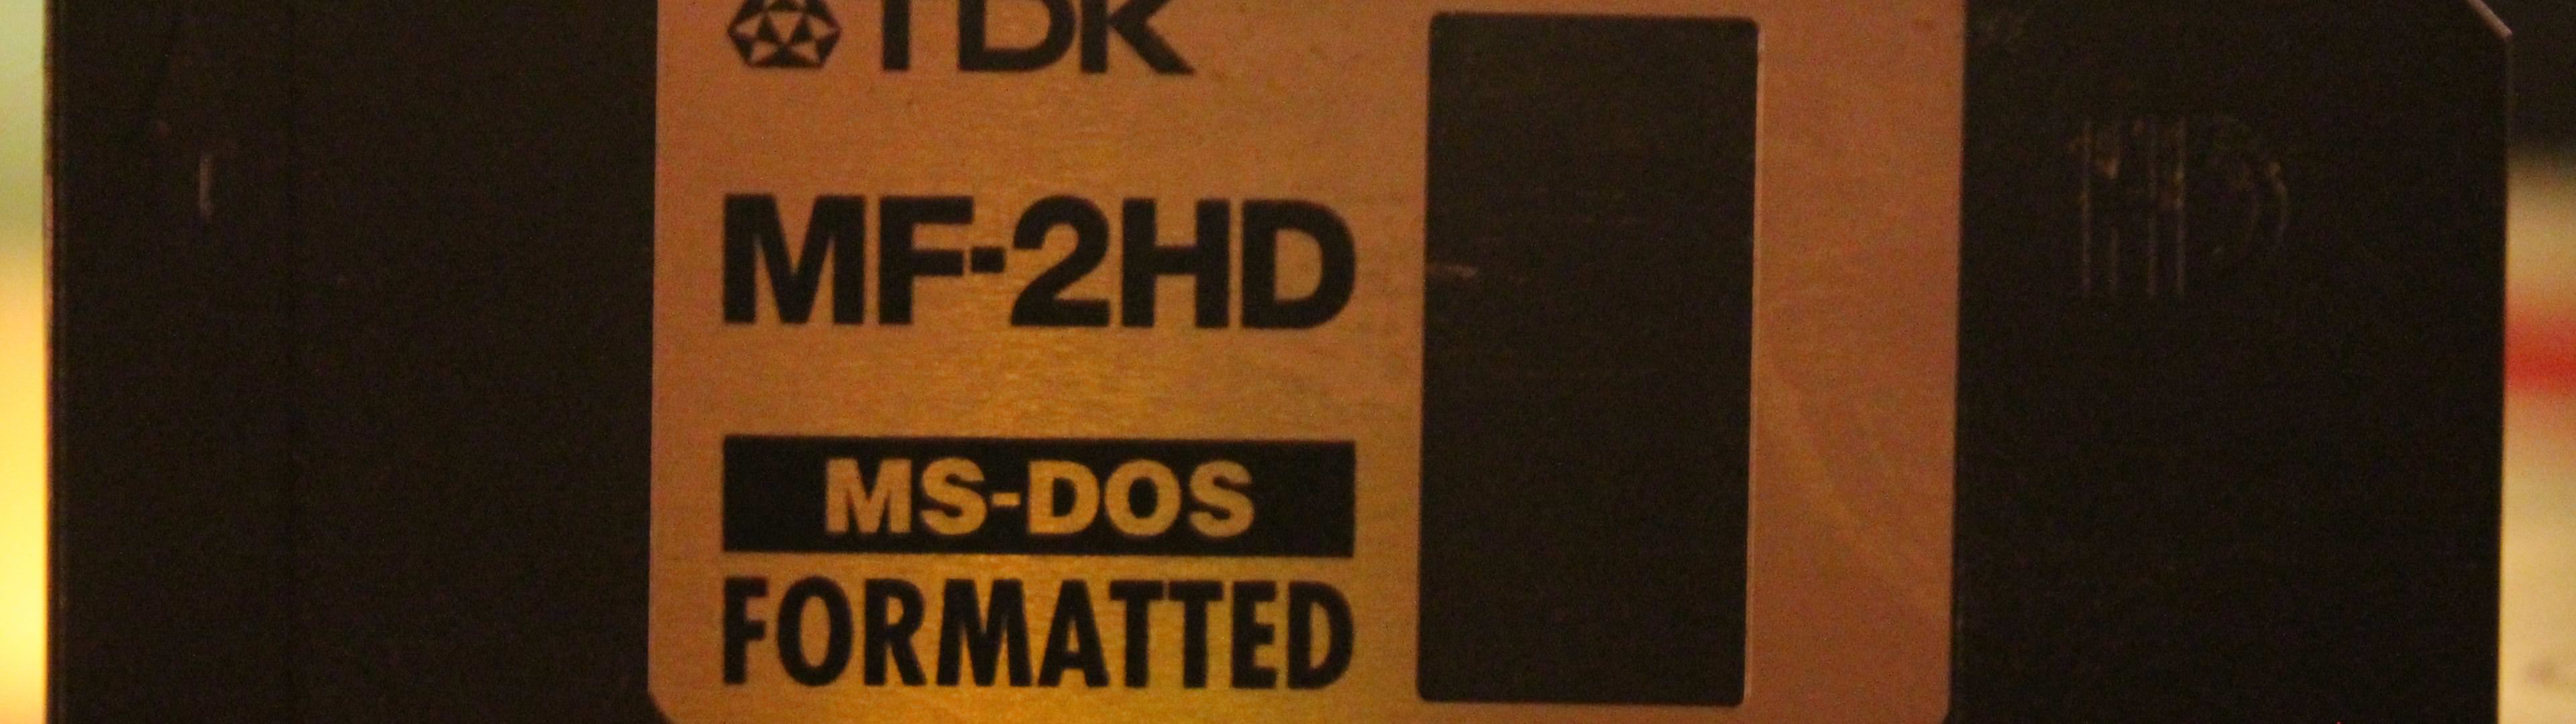 TDK
MF-2HD
HD
MS-DOS
FORMATTED